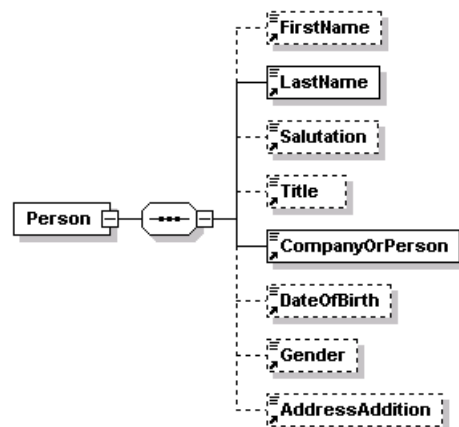 FirstName
LastName
Salutation
Title
Person
CompanyOrPerson
DateOfBirth
Gender
AddressAddition